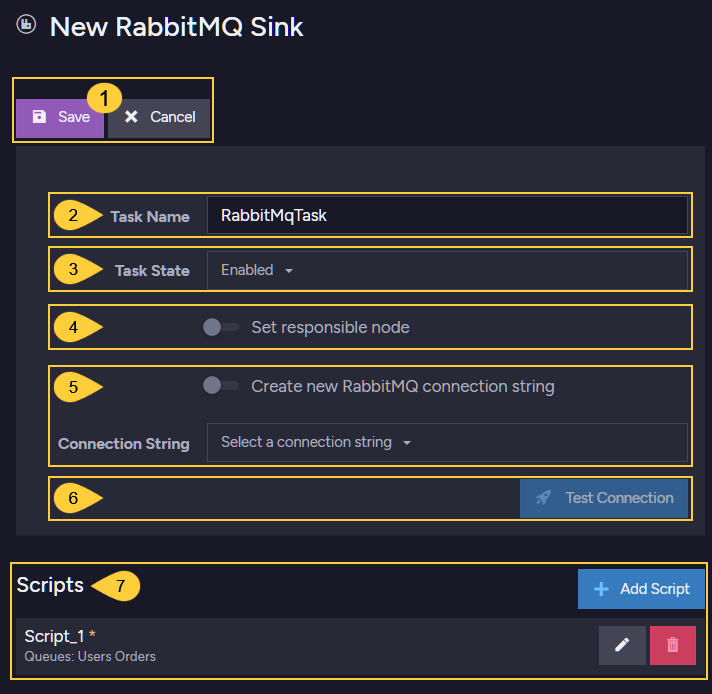 New RabbitMQ Sink
1
Save
Cancel
2
Task Name
RabbitMqTask
3
Task State
Enabled
4
Set responsible node
5
Create new RabbitMQ connection string
Connection String
Select a connection string
6
Test Connection
Scripts
7
Add Script
Script_1 *
Queues: Users Orders